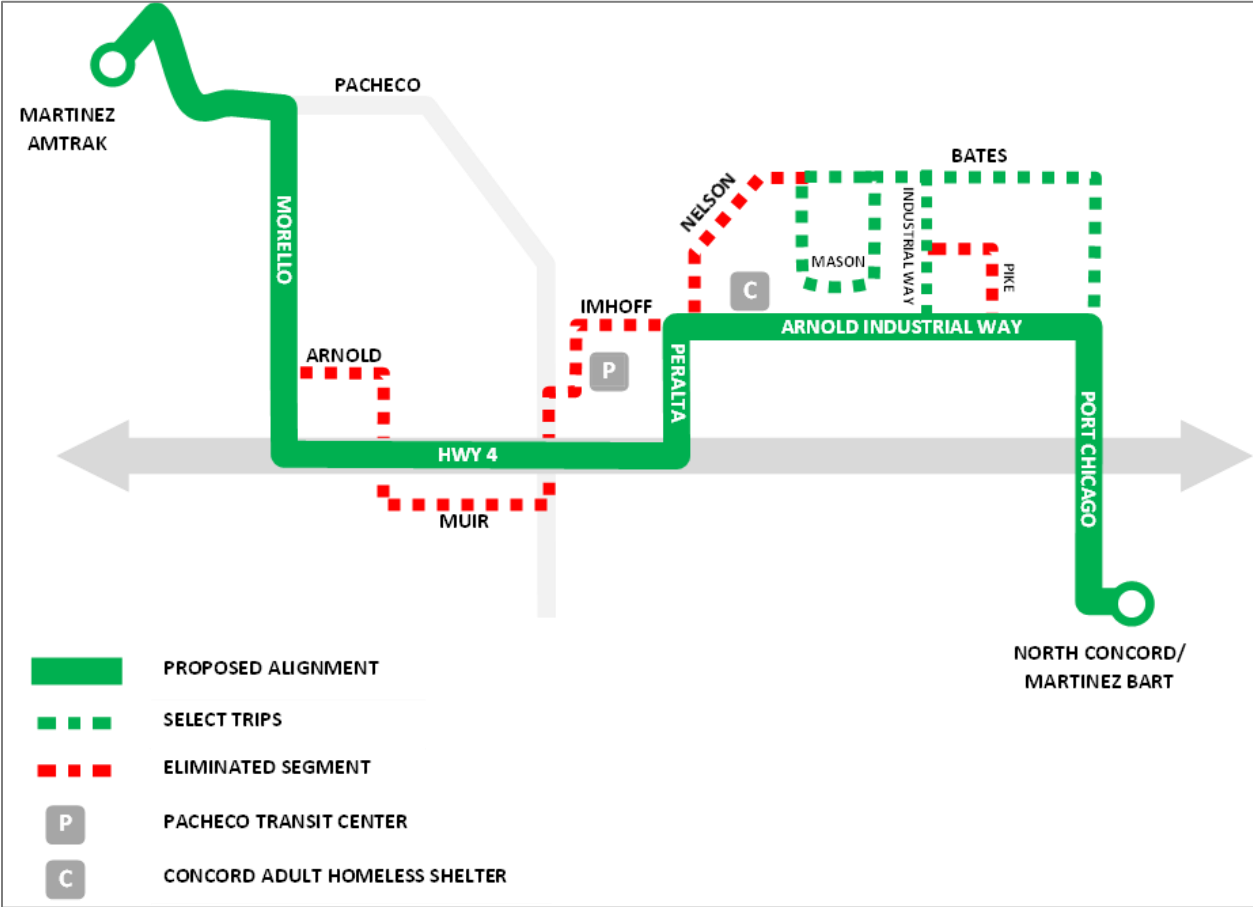 PACHECO
MARTINEZ
AMTRAK
BATES
NELSON
MORELLO
INDUSTRIAL WAY
MASON
PIKE
C
IMHOFF
ARNOLD INDUSTRIAL WAY
ARNOLD
P
PERALTA
HWY 4
PORT CHICAGO
MUIR
NORTH CONCORD/
MARTINEZ BART
PROPOSED ALIGNMENT
SELECT TRIPS
ELIMINATED SEGMENT
P PACHECO TRANSIT CENTER
C CONCORD ADULT HOMELESS SHELTER